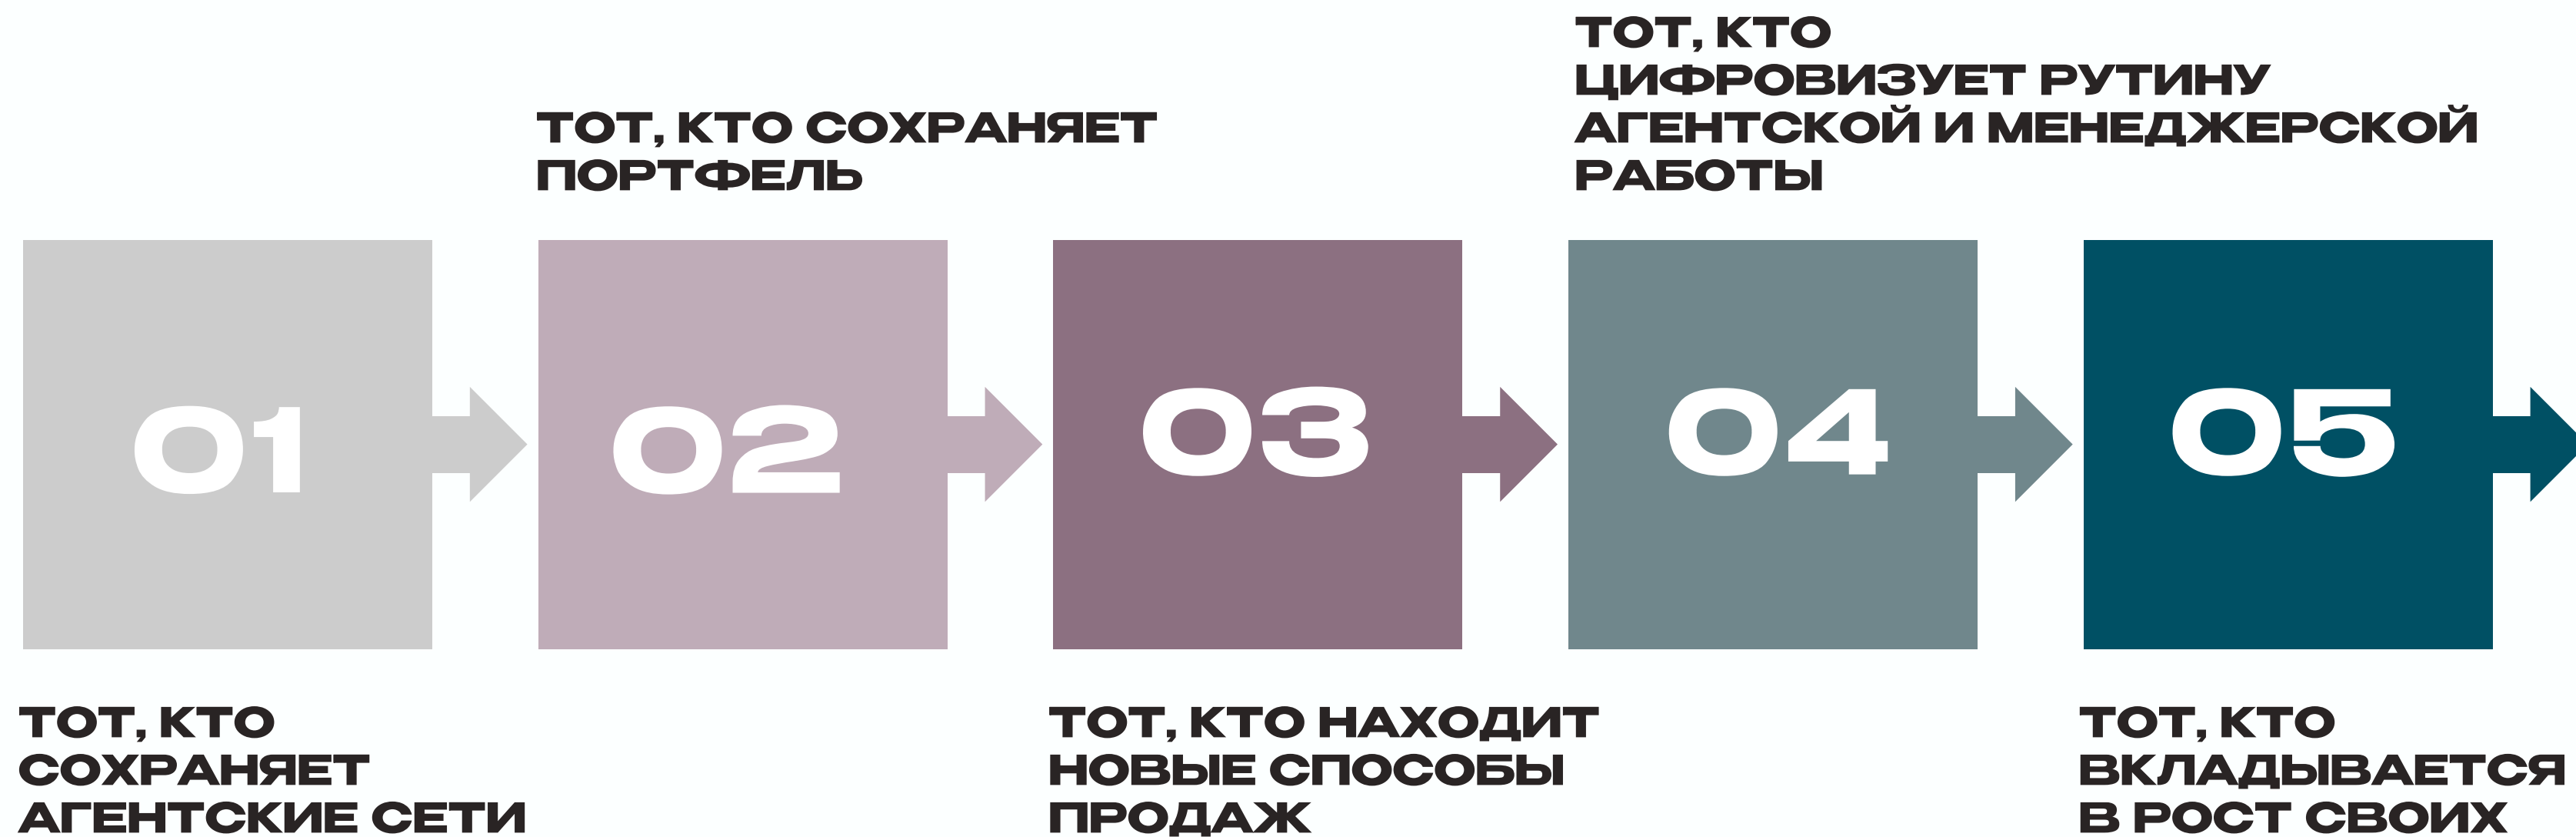 01
ТОТ, КТО
СОХРАНЯЕТ
АГЕНТСКИЕ СЕТИ
ТОТ, КТО СОХРАНЯЕТ
ПОРТФЕЛЬ
02
03
ТОТ, КТО НАХОДИТ
НОВЫЕ СПОСОБЫ
ПРОДАЖ
ТОТ, КТО
ЦИФРОВИЗУЕТ РУТИНУ
АГЕНТСКОЙ И МЕНЕДЖЕРСКОЙ
РАБОТЫ
04
05
ТОТ, КТО
ВКЛАДЫВАЕТСЯ
В РОСТ СВОИХ